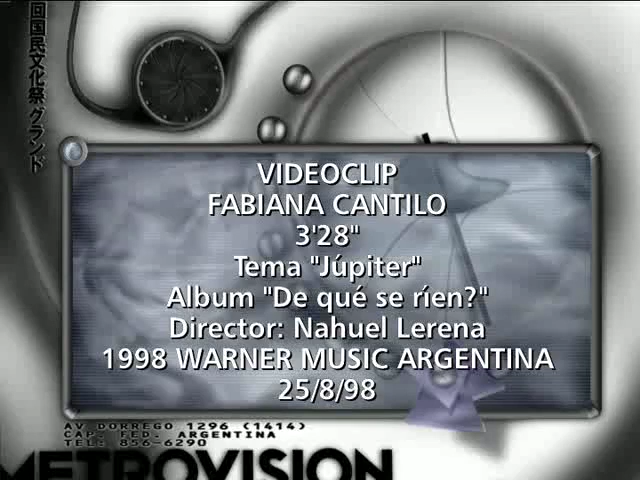 回国民文化祭グランド
VIDEOCLIP
FABIANA CANTILO
3'28"
Tema "Júpiter"
Album "De qué se ríen?"
Director: Nahuel Lerena
1998 WARNER MUSIC ARGENTINA
25/8/98
AV DORREGO 1296 (1414)
CAP. FED. ARGENTINA
TEL: 856-6290
METROVISION